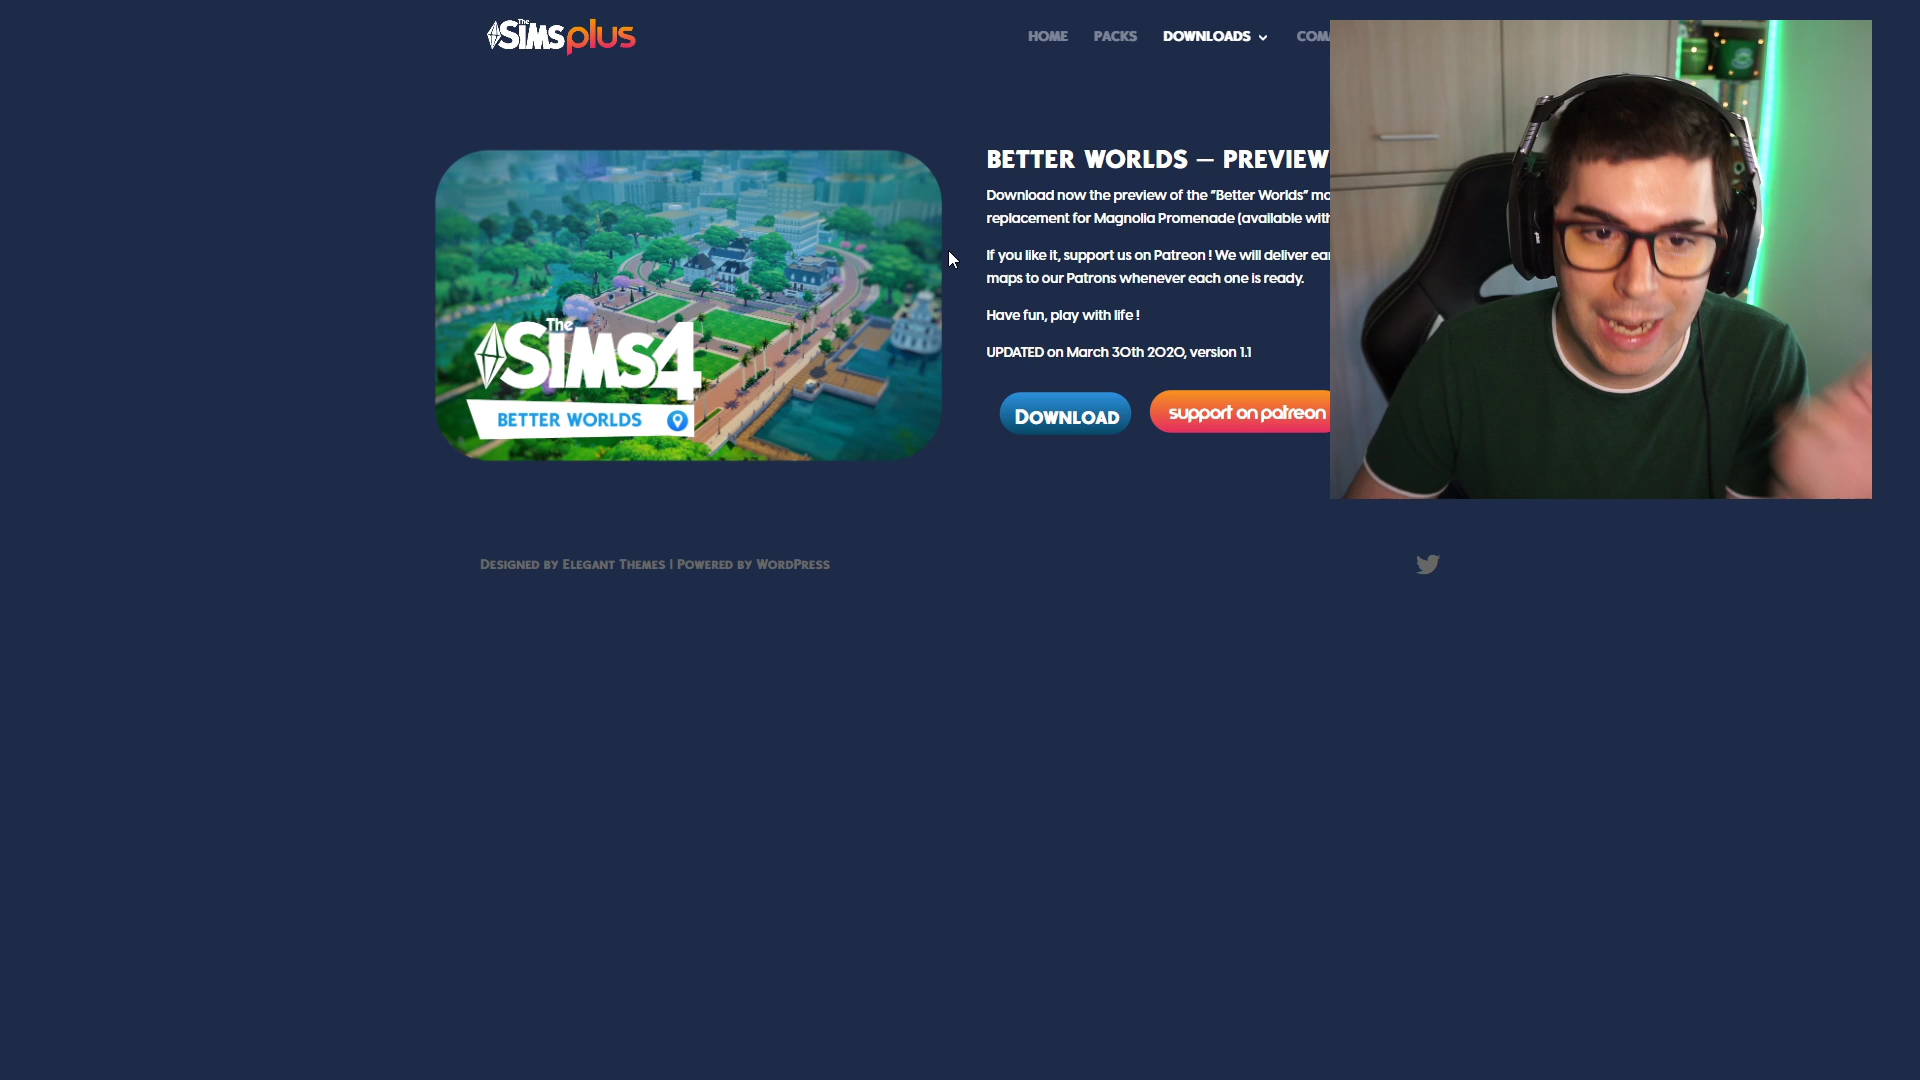 The Sims plus
HOME PACKS DOWNLOADS
BETTER WORLDS – PREVIEW
Download now the preview of the "Better Worlds"
replacement for Magnolia Promenade (available with
If you like it, support us on Patreon ! We will deliver
maps to our Patrons whenever each one is ready.
Have fun, play with life !
UPDATED on March 30th 2020, version 1.1
Download support on patreon
The Sims 4
BETTER WORLDS
Designed by Elegant Themes | Powered by WordPress